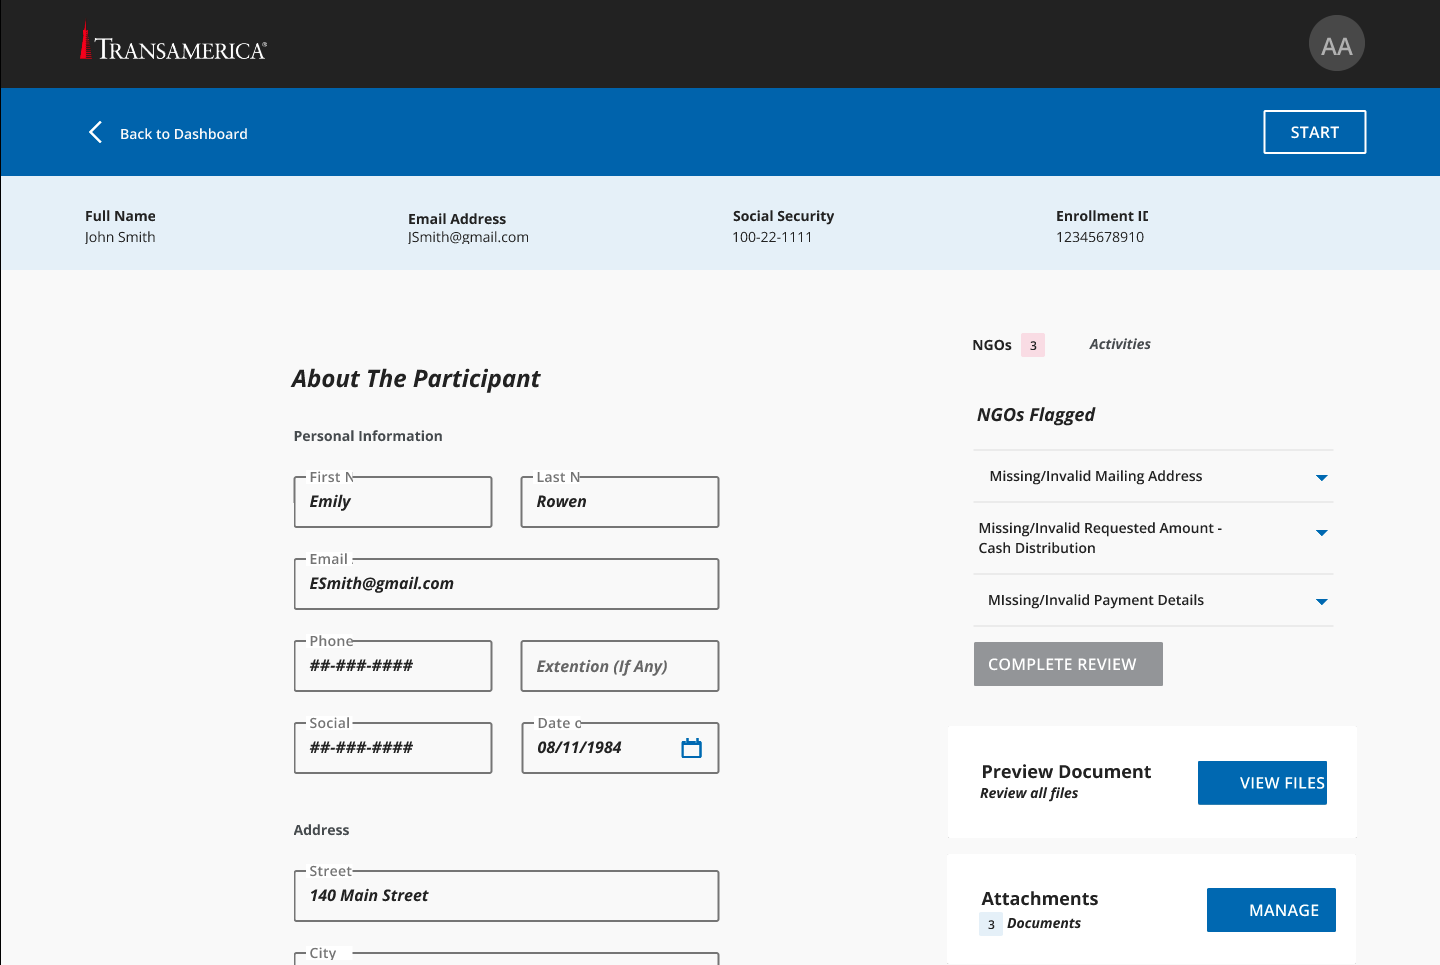 TRANSAMERICA®
AA
Back to Dashboard
START
Full Name
John Smith
Email Address
JSmith@gmail.com
Social Security
100-22-1111
Enrollment ID
12345678910
NGOs 3
Activities
About The Participant
NGOs Flagged
Personal Information
First N
Emily
Last N
Rowen
Missing/Invalid Mailing Address
Missing/Invalid Requested Amount -
Cash Distribution
Email
ESmith@gmail.com
MIssing/Invalid Payment Details
Phone
##-###-####
Extention (If Any)
COMPLETE REVIEW
Social
##-###-####
Date o
08/11/1984
Preview Document
Review all files
VIEW FILES
Address
Street
140 Main Street
Attachments
3 Documents
MANAGE
City